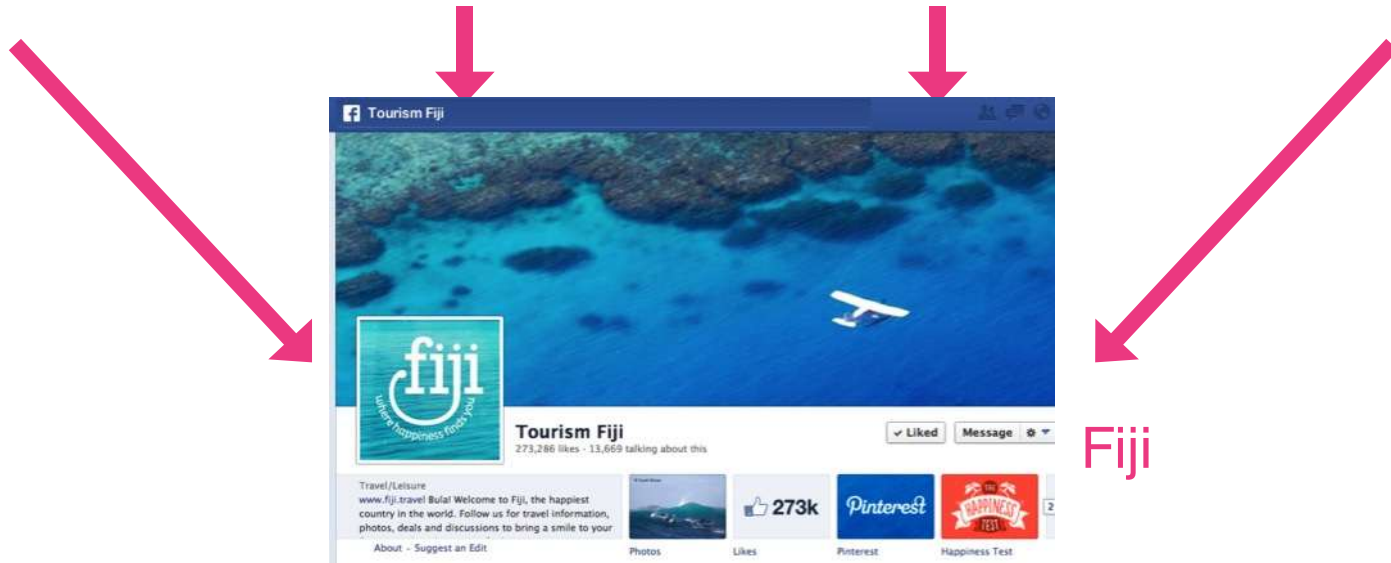 Tourism Fiji
fiji
where happiness finds you
Tourism Fiji
273,286 likes · 13,669 talking about this
Liked
Message
Fiji
Travel/Leisure
www.fiji.travel Bula! Welcome to Fiji, the happiest
country in the world. Follow us for travel information,
photos, deals and discussions to bring a smile to your
About - Suggest an Edit
273k
Pinterest
THE
HAPPINESS
TEST
2
Photos
Likes
Pinterest
Happiness Test